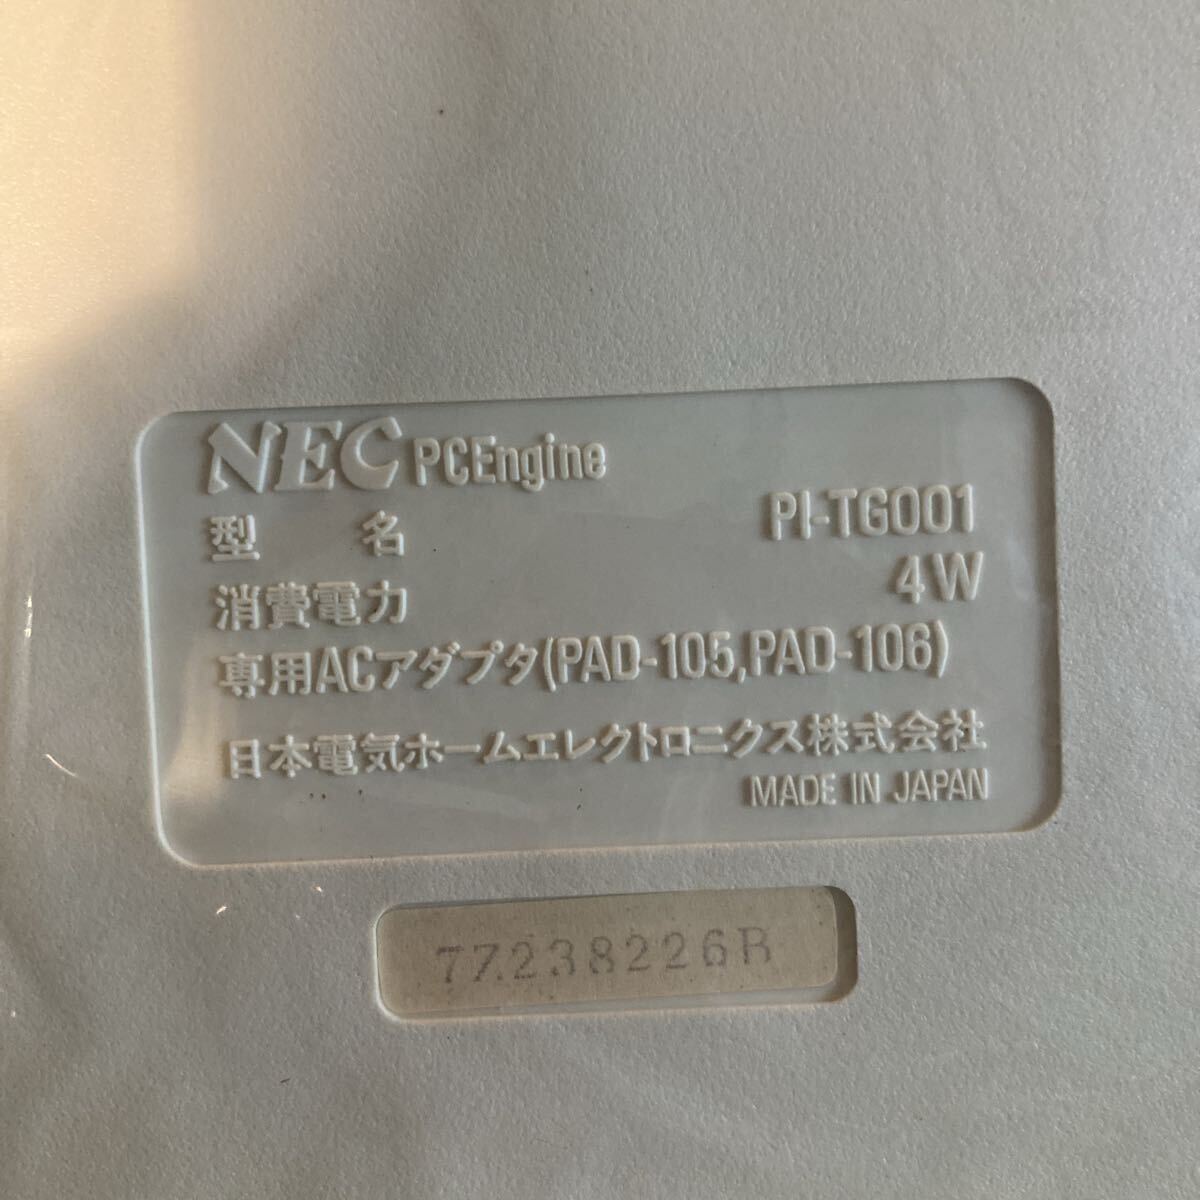 NEC PCEngine
型名 PI-TG001
消費電力 4W
専用ACアダプタ(PAD-105,PAD-106)
日本電気ホームエレクトロニクス株式会社
MADE IN JAPAN
77238226B